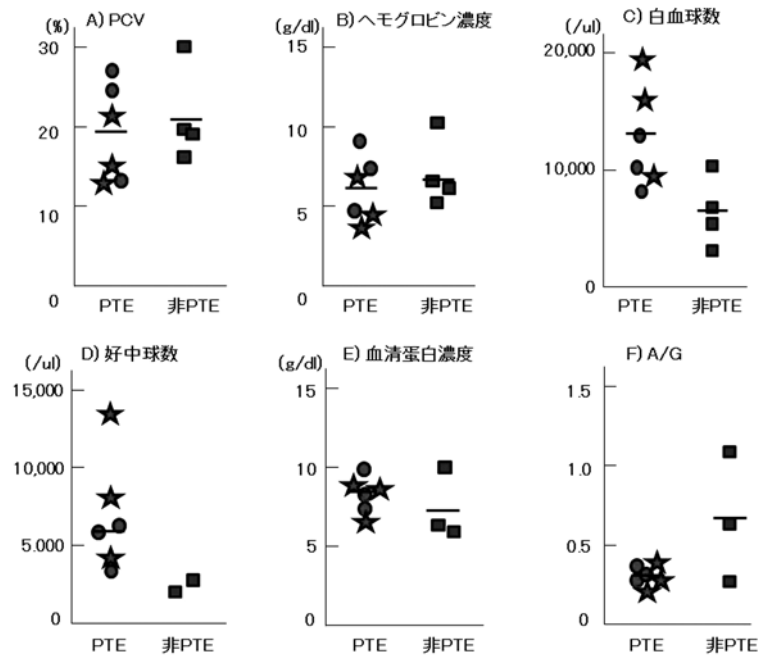 A) PCV
(%)
30
20
10
0
PTE 非PTE
B) ヘモグロビン濃度
(g/dl)
15
10
5
0
PTE 非PTE
C) 白血球数
(/ul)
20,000
10,000
0
PTE 非PTE
D) 好中球数
(/ul)
15,000
10,000
5.000
0
PTE 非PTE
E) 血清蛋白濃度
(g/dl)
15
10
5
0
PTE 非PTE
F) A/G
1.5
1.0
0.5
0
PTE 非PTE